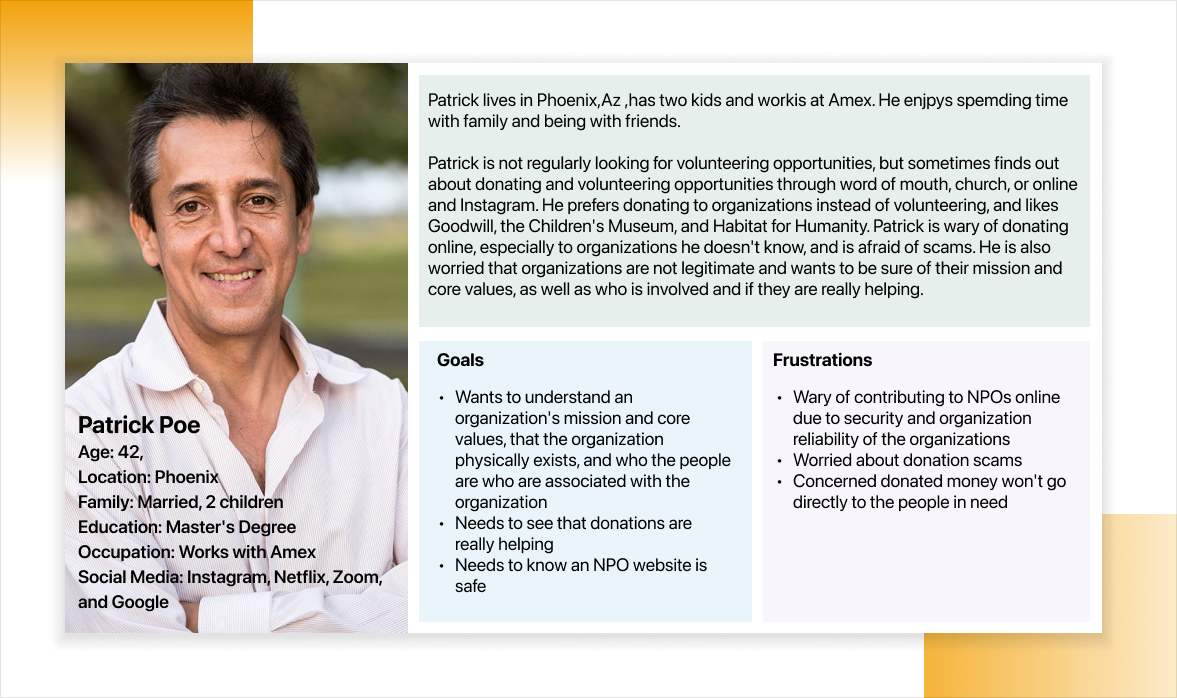 Patrick lives in Phoenix,Az ,has two kids and workis at Amex. He enjpys spemding time
with family and being with friends.
Patrick is not regularly looking for volunteering opportunities, but sometimes finds out
about donating and volunteering opportunities through word of mouth, church, or online
and Instagram. He prefers donating to organizations instead of volunteering, and likes
Goodwill, the Children's Museum, and Habitat for Humanity. Patrick is wary of donating
online, especially to organizations he doesn't know, and is afraid of scams. He is also
worried that organizations are not legitimate and wants to be sure of their mission and
core values, as well as who is involved and if they are really helping.
Patrick Poe
Age: 42,
Location: Phoenix
Family: Married, 2 children
Education: Master's Degree
Occupation: Works with Amex
Social Media: Instagram, Netflix, Zoom,
and Google
Goals
• Wants to understand an
organization's mission and core
values, that the organization
physically exists, and who the people
are who are associated with the
organization
• Needs to see that donations are
really helping
• Needs to know an NPO website is
safe
Frustrations
• Wary of contributing to NPOs online
due to security and organization
reliability of the organizations
• Worried about donation scams
• Concerned donated money won't go
directly to the people in need